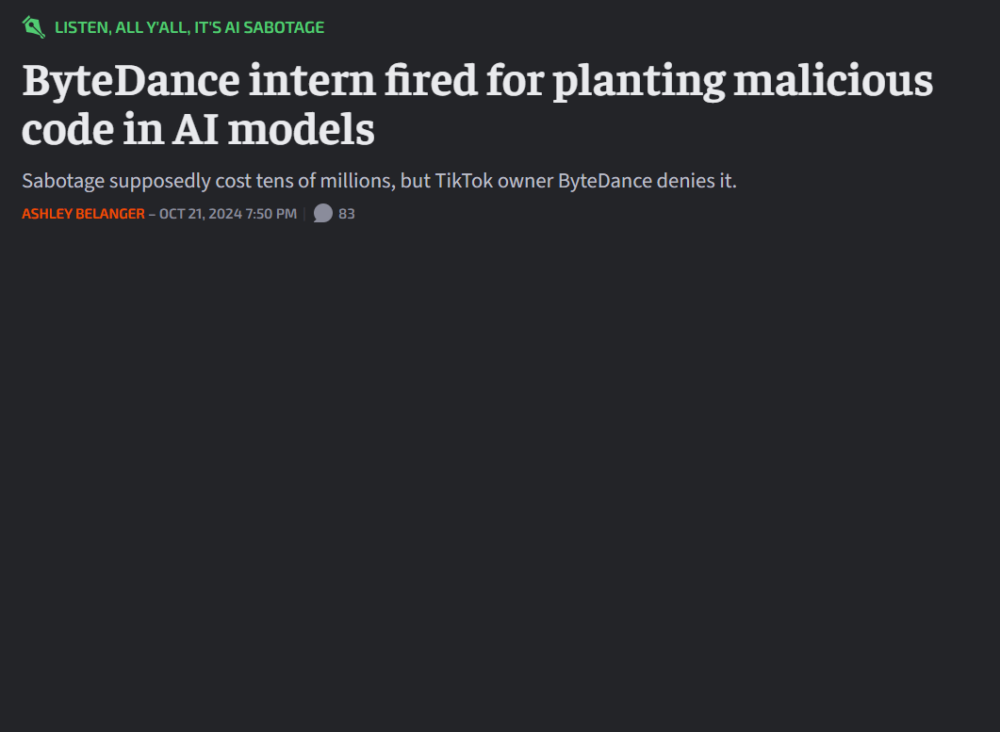 LISTEN, ALL Y'ALL, IT'S AI SABOTAGE
ByteDance intern fired for planting malicious
code in AI models
Sabotage supposedly cost tens of millions, but TikTok owner ByteDance denies it.
ASHLEY BELANGER – OCT 21, 2024 7:50 PM | 83